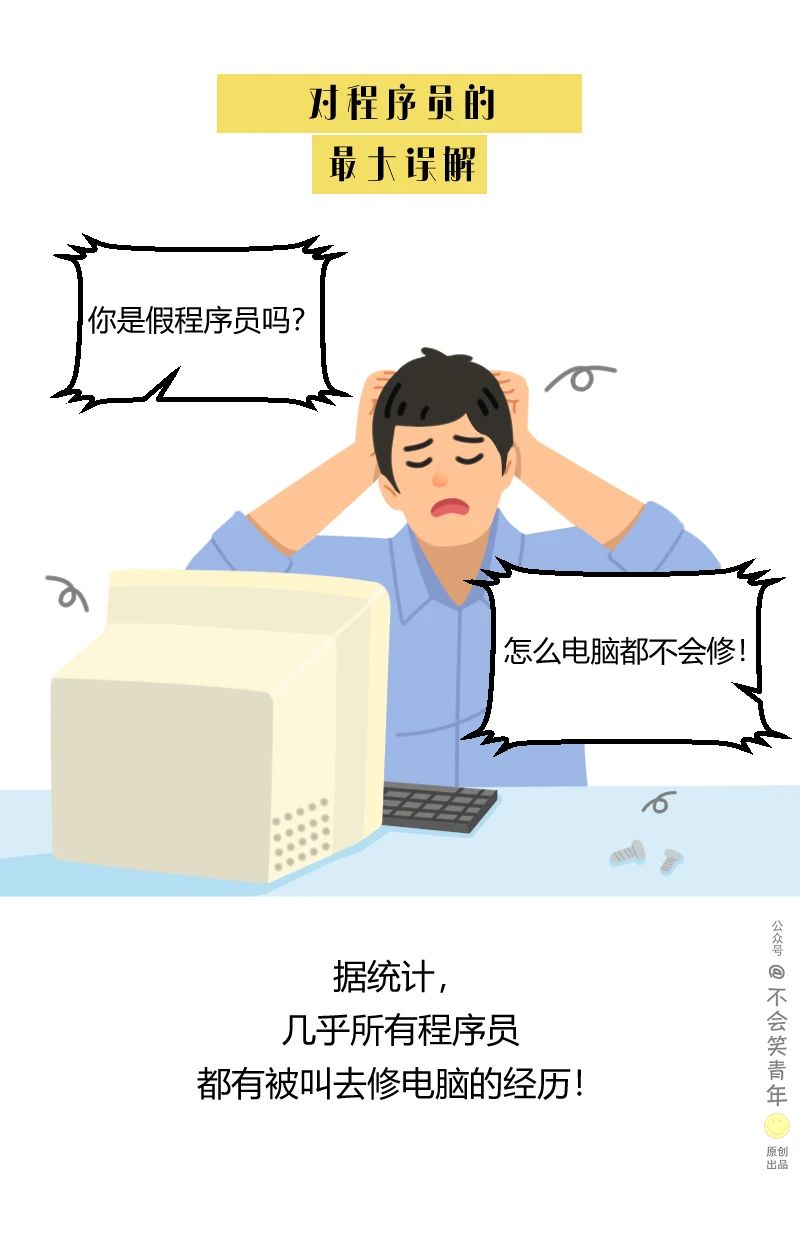 对程序员的
最大误解
你是假程序员吗？
怎么电脑都不会修！
据统计，
几乎所有程序员
都有被叫去修电脑的经历！
公众号
@不会笑青年
原创
出品